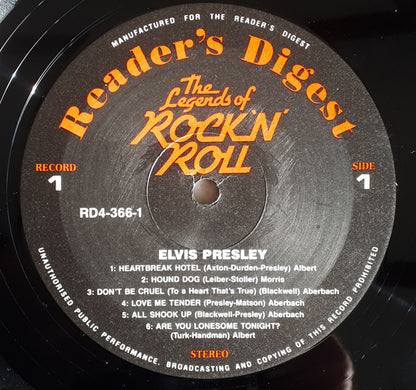 MANUFACTURED FOR THE READER'S DIGEST
Reader's Digest
The
Legends of
ROCK 'N'
ROLL
RECORD
1
SIDE
1
RD4-366-1
ELVIS PRESLEY
1: HEARTBREAK HOTEL (Axton-Durden-Presley) Albert
2: HOUND DOG (Leiber-Stoller) Morris
3: DON'T BE CRUEL (To a Heart That's True) (Blackwell) Aberbach
4: LOVE ME TENDER (Presley-Matson) Aberbach
5: ALL SHOOK UP (Blackwell-Presley) Aberbach
6: ARE YOU LONESOME TONIGHT?
(Turk-Handman) Albert
STEREO
UNAUTHORISED PUBLIC PERFORMANCE, BROADCASTING AND COPYING OF THIS RECORD PROHIBITED